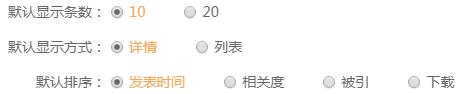 默认显示条数： 10 20
默认显示方式： 详情 列表
默认排序： 发表时间 相关度 被引 下载